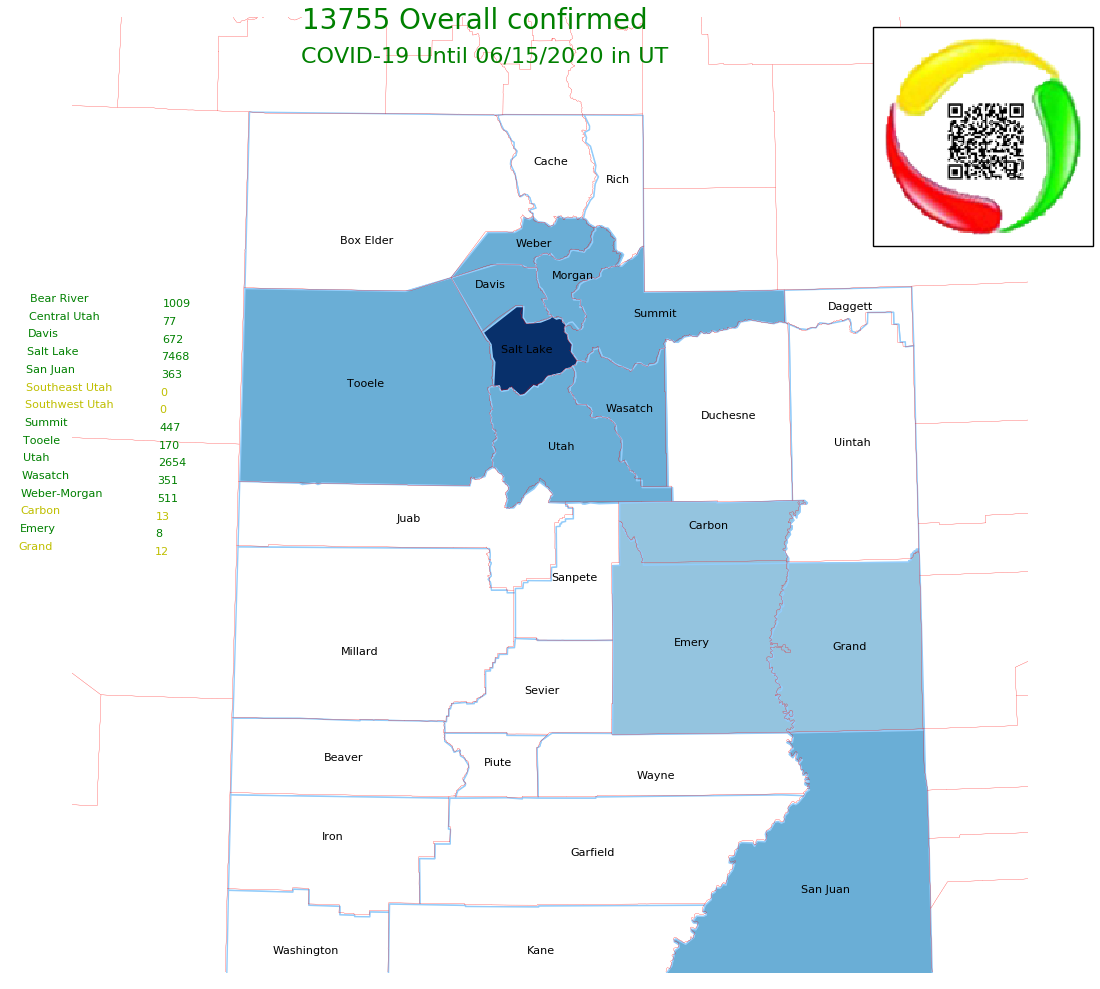 13755 Overall confirmed
COVID-19 Until 06/15/2020 in UT
Cache
Rich
Box Elder
Weber
Morgan
Davis
Summit
Daggett
Salt Lake
Tooele
Wasatch
Duchesne
Uintah
Utah
Juab
Carbon
Sanpete
Millard
Emery
Grand
Sevier
Beaver
Piute
Wayne
Iron
Garfield
San Juan
Washington
Kane
Bear River 1009
Central Utah 77
Davis 672
Salt Lake 7468
San Juan 363
Southeast Utah 0
Southwest Utah 0
Summit 447
Tooele 170
Utah 2654
Wasatch 351
Weber-Morgan 511
Carbon 13
Emery 8
Grand 12